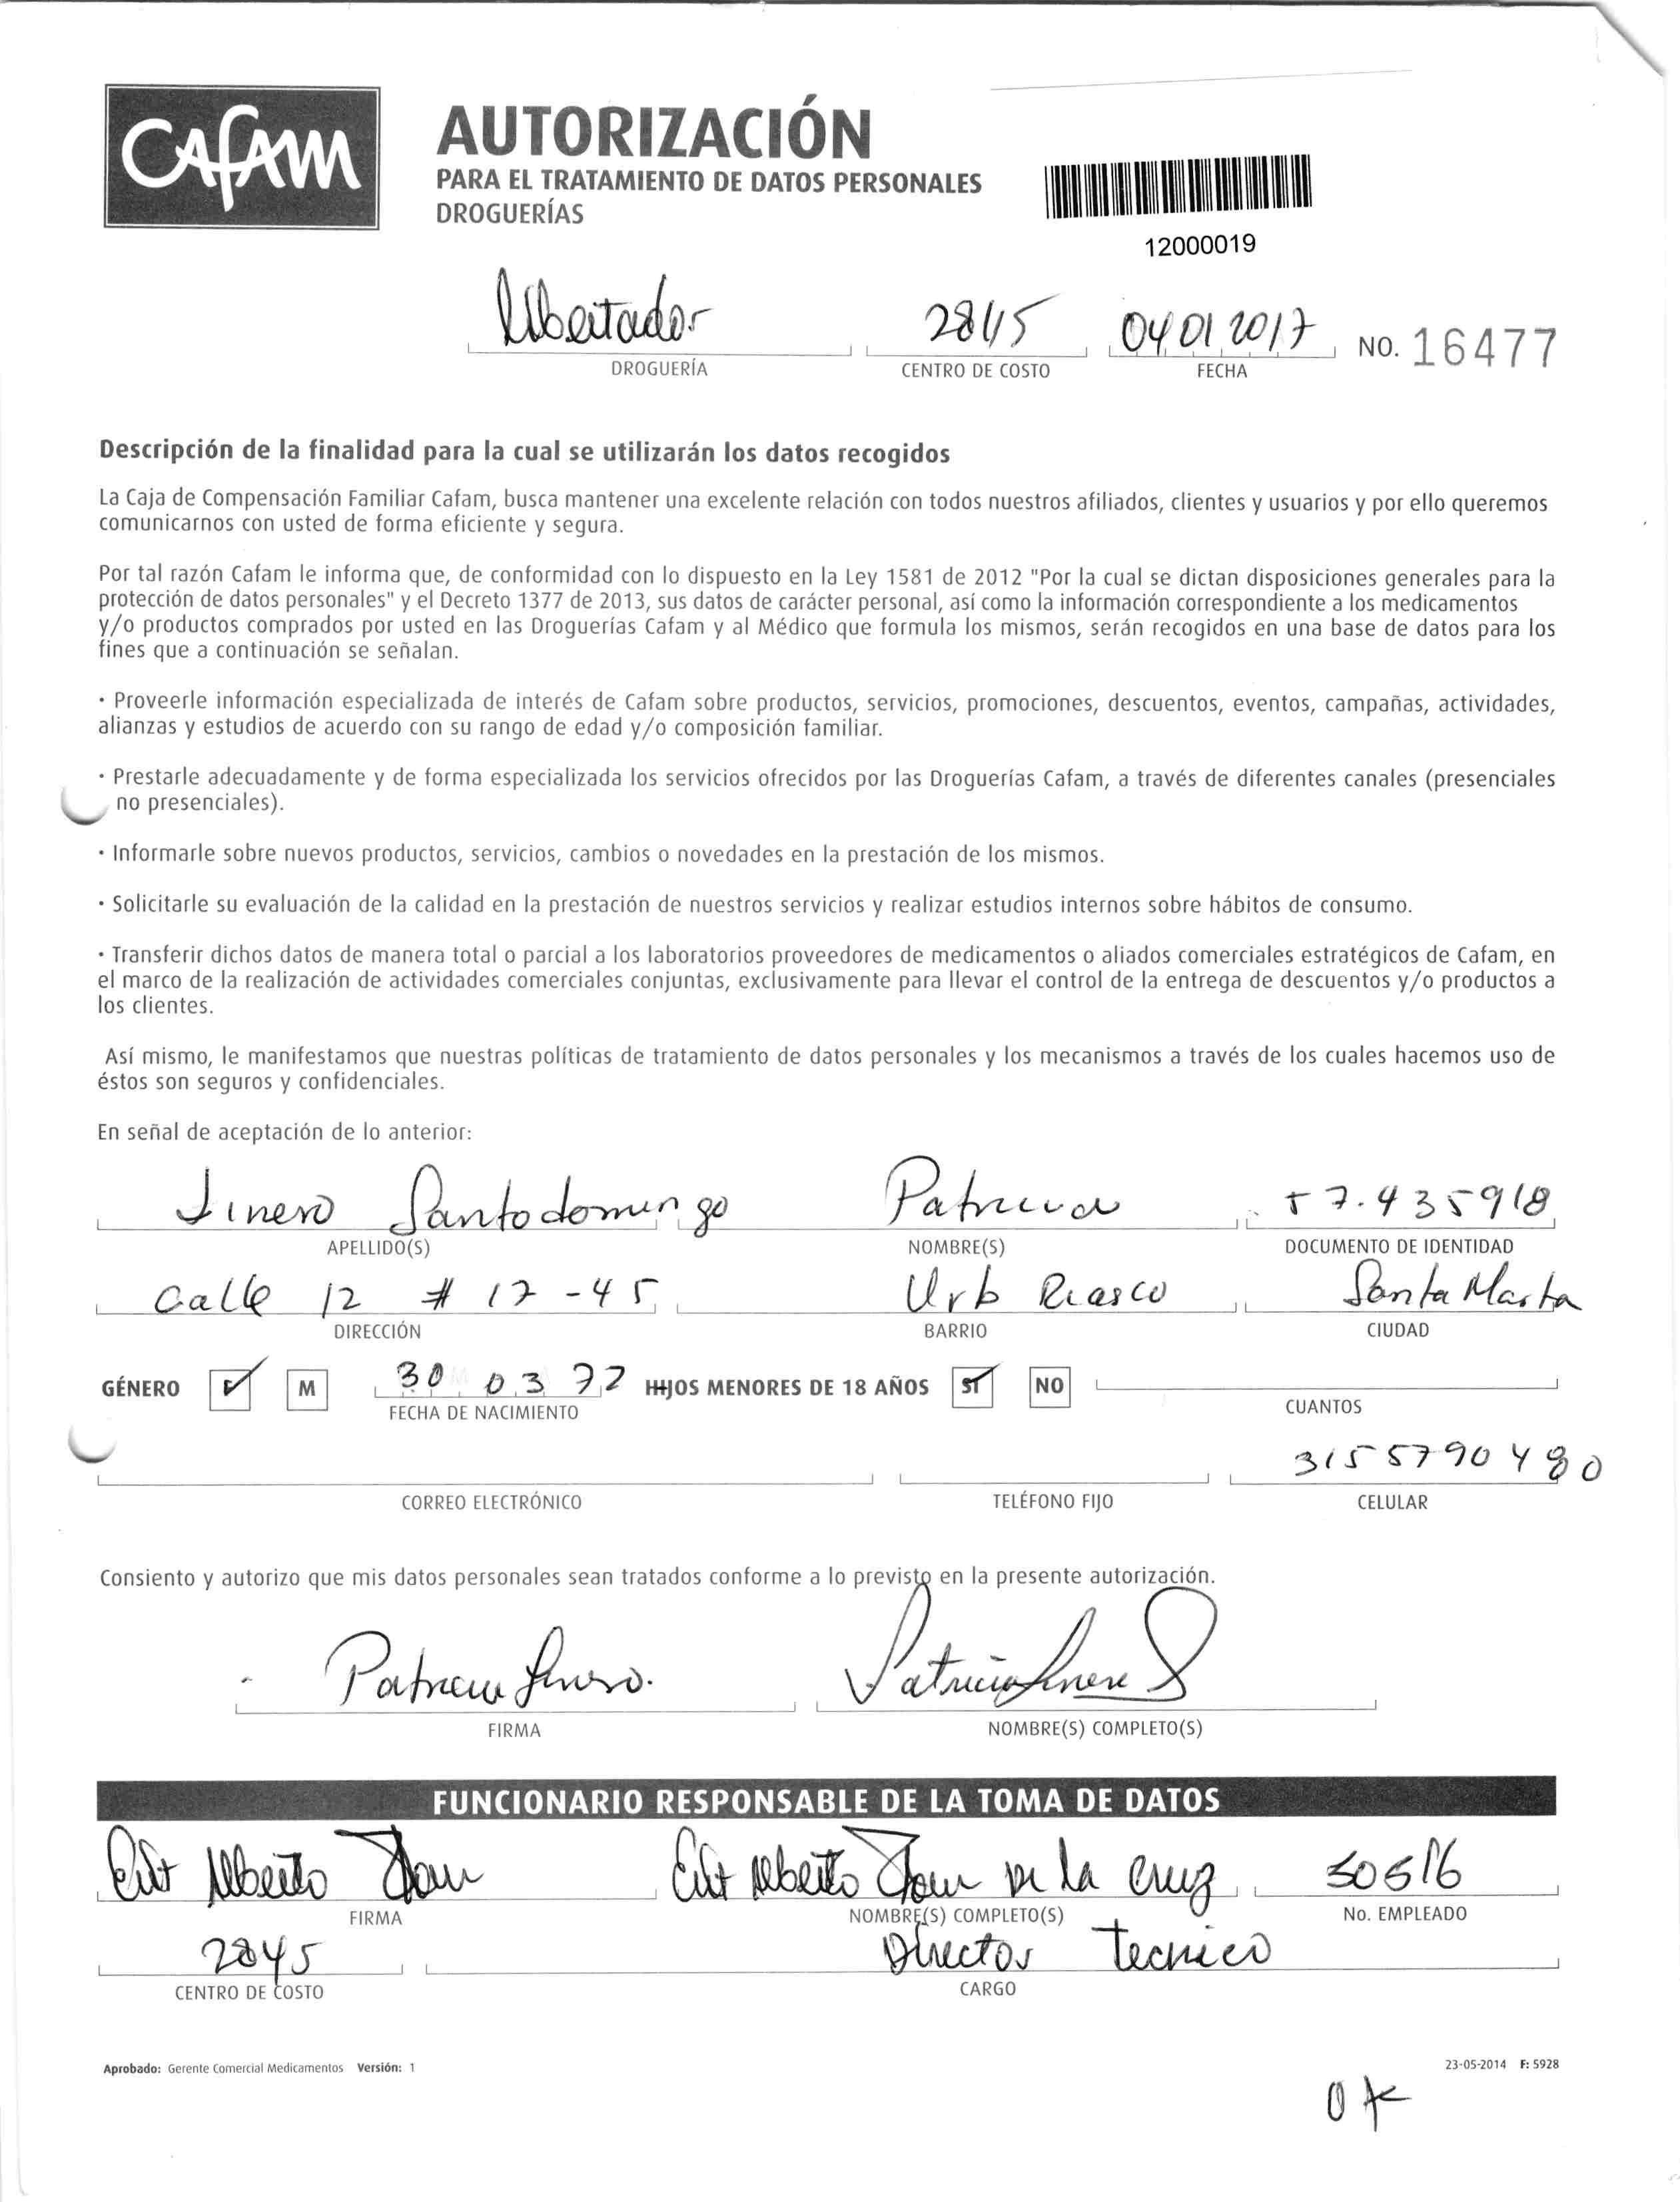 CAFAM
AUTORIZACIÓN
PARA EL TRATAMIENTO DE DATOS PERSONALES
DROGUERÍAS
12000019
Libertador 2845 04 01 2017 NO. 16477
DROGUERÍA CENTRO DE COSTO FECHA
Descripción de la finalidad para la cual se utilizarán los datos recogidos
La Caja de Compensación Familiar Cafam, busca mantener una excelente relación con todos nuestros afiliados, clientes y usuarios y por ello queremos
comunicarnos con usted de forma eficiente y segura.
Por tal razón Cafam le informa que, de conformidad con lo dispuesto en la Ley 1581 de 2012 "Por la cual se dictan disposiciones generales para la
protección de datos personales" y el Decreto 1377 de 2013, sus datos de carácter personal, así como la información correspondiente a los medicamentos
y/o productos comprados por usted en las Droguerías Cafam y al Médico que formula los mismos, serán recogidos en una base de datos para los
fines que a continuación se señalan.
· Proveerle información especializada de interés de Cafam sobre productos, servicios, promociones, descuentos, eventos, campañas, actividades,
alianzas y estudios de acuerdo con su rango de edad y/o composición familiar.
· Prestarle adecuadamente y de forma especializada los servicios ofrecidos por las Droguerías Cafam, a través de diferentes canales (presenciales
no presenciales).
· Informarle sobre nuevos productos, servicios, cambios o novedades en la prestación de los mismos.
· Solicitarle su evaluación de la calidad en la prestación de nuestros servicios y realizar estudios internos sobre hábitos de consumo.
· Transferir dichos datos de manera total o parcial a los laboratorios proveedores de medicamentos o aliados comerciales estratégicos de Cafam, en
el marco de la realización de actividades comerciales conjuntas, exclusivamente para llevar el control de la entrega de descuentos y/o productos a
los clientes.
Así mismo, le manifestamos que nuestras políticas de tratamiento de datos personales y los mecanismos a través de los cuales hacemos uso de
éstos son seguros y confidenciales.
En señal de aceptación de lo anterior:
Linero Santodomingo Patricia 57.435918
APELLIDO(S) NOMBRE(S) DOCUMENTO DE IDENTIDAD
Calle 12 # 17-45 Urb Riasco Santa Marta
DIRECCIÓN BARRIO CIUDAD
GÉNERO F M 30 03 72 HIJOS MENORES DE 18 AÑOS SI NO
FECHA DE NACIMIENTO CUANTOS
3155790480
CORREO ELECTRÓNICO TELÉFONO FIJO CELULAR
Consiento y autorizo que mis datos personales sean tratados conforme a lo previsto en la presente autorización.
Patricia Linero. Patricia Linero S
FIRMA NOMBRE(S) COMPLETO(S)
FUNCIONARIO RESPONSABLE DE LA TOMA DE DATOS
Alberto Alberto de la Cruz 50516
FIRMA NOMBRE(S) COMPLETO(S) No. EMPLEADO
2845 Director Tecnico
CENTRO DE COSTO CARGO
Aprobado: Gerente Comercial Medicamentos Versión: 1 23-05-2014 F: 5928
OK